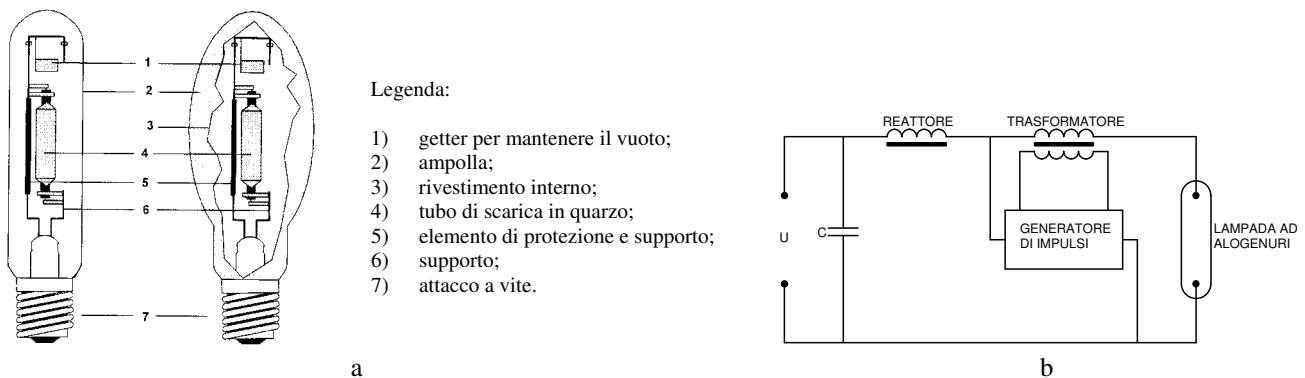 1
2
3
4
5
6
7
Legenda:
1) getter per mantenere il vuoto;
2) ampolla;
3) rivestimento interno;
4) tubo di scarica in quarzo;
5) elemento di protezione e supporto;
6) supporto;
7) attacco a vite.
a
REATTORE
TRASFORMATORE
U
C
GENERATORE
DI IMPULSI
LAMPADA AD
ALOGENURI
b